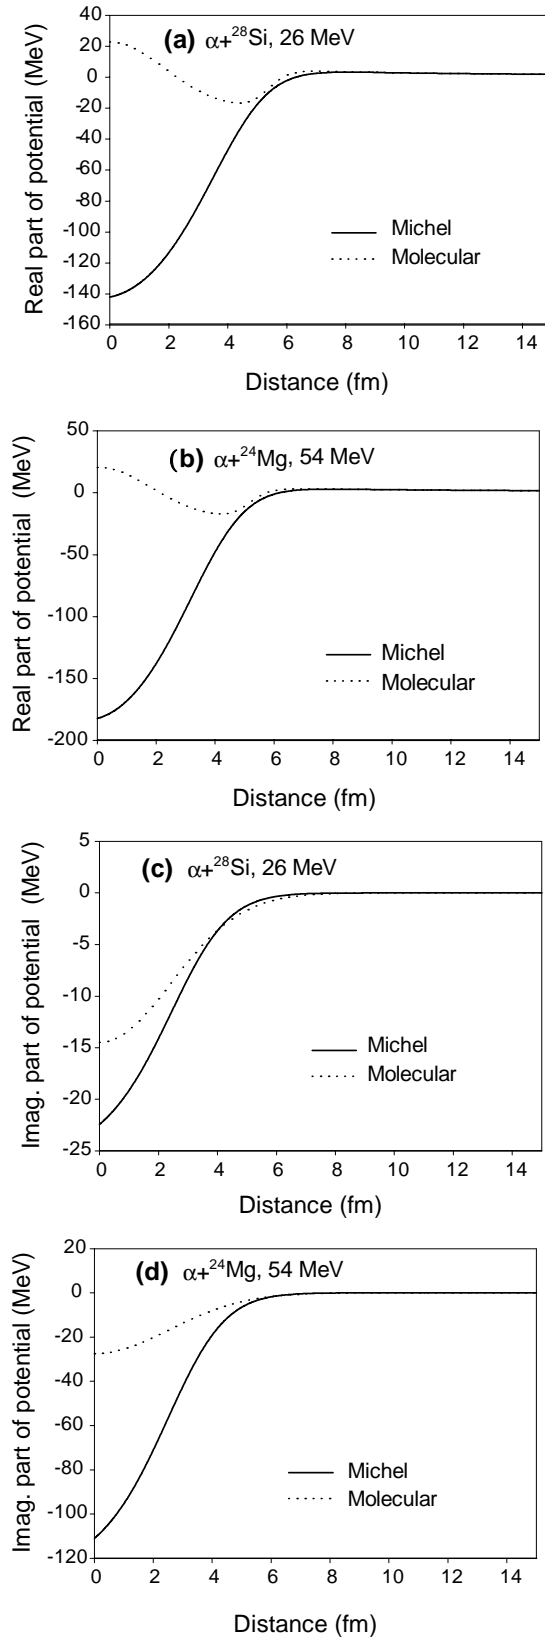 (a) α+²⁸Si, 26 MeV
Real part of potential (MeV)
40
20
0
-20
-40
-60
-80
-100
-120
-140
-160
Michel
Molecular
0 2 4 6 8 10 12 14
Distance (fm)
(b) α+²⁴Mg, 54 MeV
Real part of potential (MeV)
50
0
-50
-100
-150
-200
Michel
Molecular
0 2 4 6 8 10 12 14
Distance (fm)
(c) α+²⁸Si, 26 MeV
Imag. part of potential (MeV)
5
0
-5
-10
-15
-20
-25
Michel
Molecular
0 2 4 6 8 10 12 14
Distance (fm)
(d) α+²⁴Mg, 54 MeV
Imag. part of potential (MeV)
20
0
-20
-40
-60
-80
-100
-120
Michel
Molecular
0 2 4 6 8 10 12 14
Distance (fm)